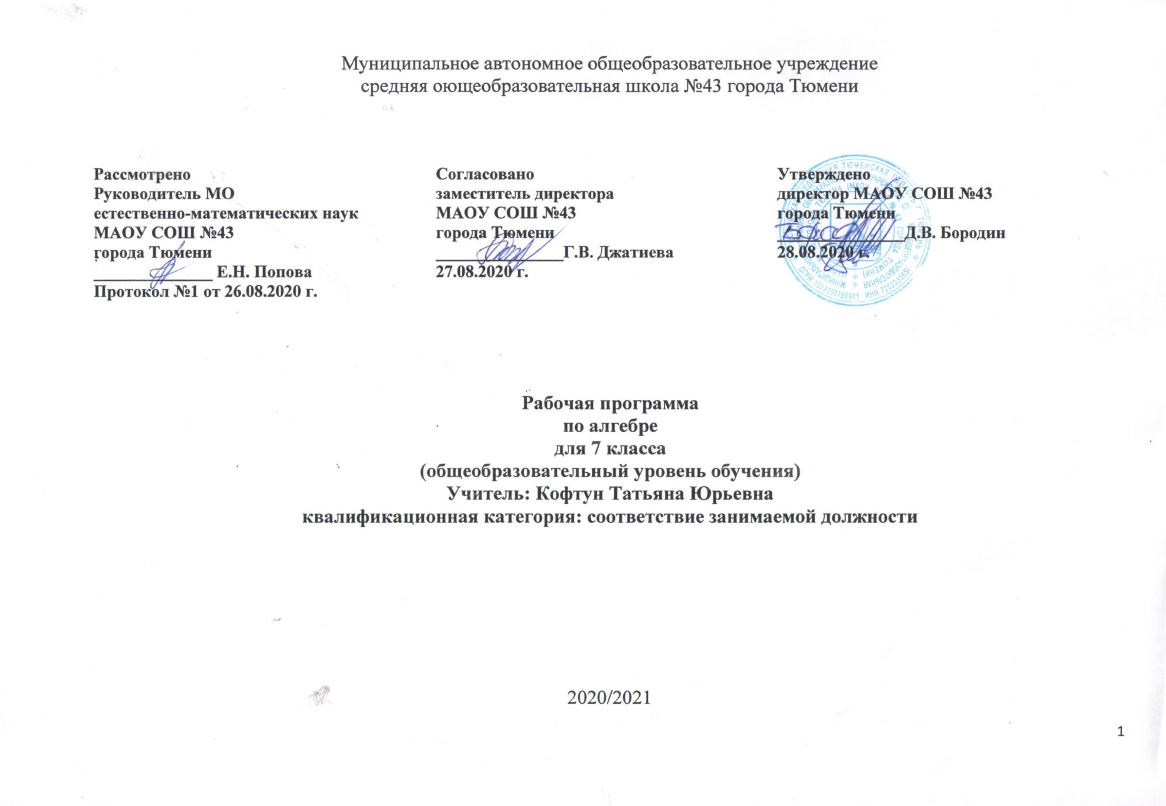 Муниципальное автономное общеобразовательное учреждение
средняя оющеобразовательная школа №43 города Тюмени
Рассмотрено
Руководитель МО
естественно-математических наук
МАОУ СОШ №43
города Тюмени
______________ Е.Н. Попова
Протокол №1 от 26.08.2020 г.
Согласовано
заместитель директора
МАОУ СОШ №43
города Тюмени
_______________Г.В. Джатиева
27.08.2020 г.
Утверждено
директор МАОУ СОШ №43
города Тюмени
_______________Д.В. Бородин
28.08.2020 г.
Рабочая программа
по алгебре
для 7 класса
(общеобразовательный уровень обучения)
Учитель: Кофтун Татьяна Юрьевна
квалификационная категория: соответствие занимаемой должности
2020/2021
1